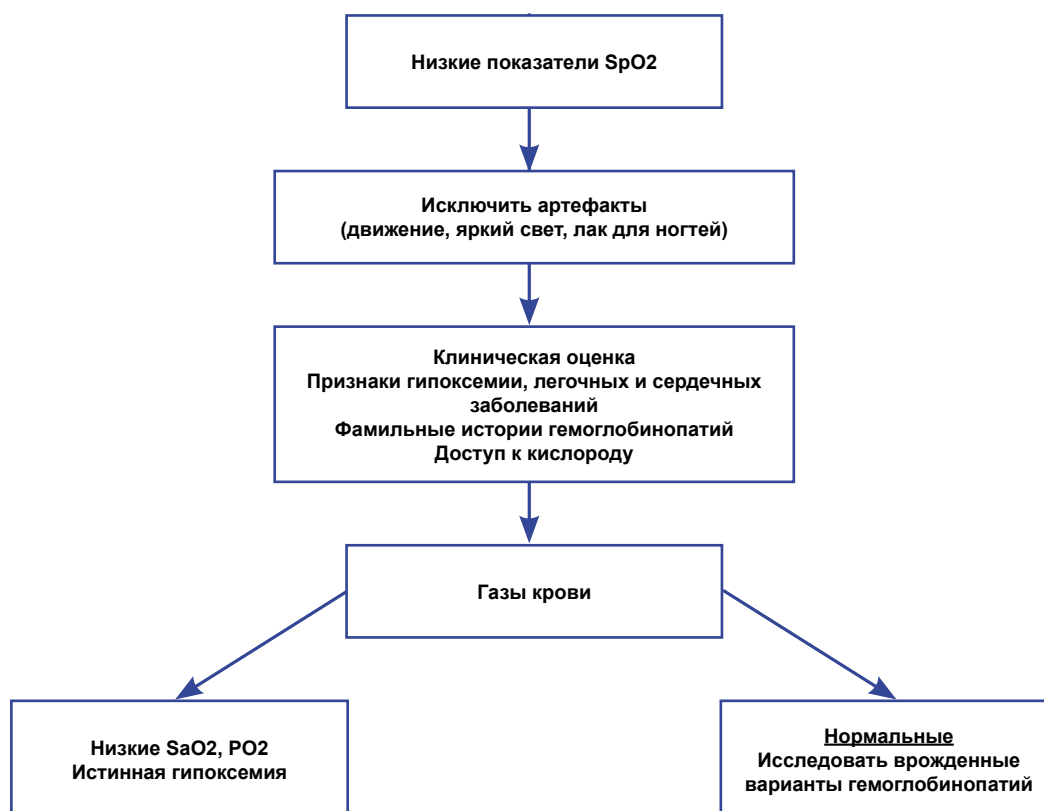 Низкие показатели SpO2
Исключить артефакты
(движение, яркий свет, лак для ногтей)
Клиническая оценка
Признаки гипоксемии, легочных и сердечных
заболеваний
Фамильные истории гемоглобинопатий
Доступ к кислороду
Газы крови
Низкие SaO2, PO2
Истинная гипоксемия
Нормальные
Исследовать врожденные
варианты гемоглобинопатий